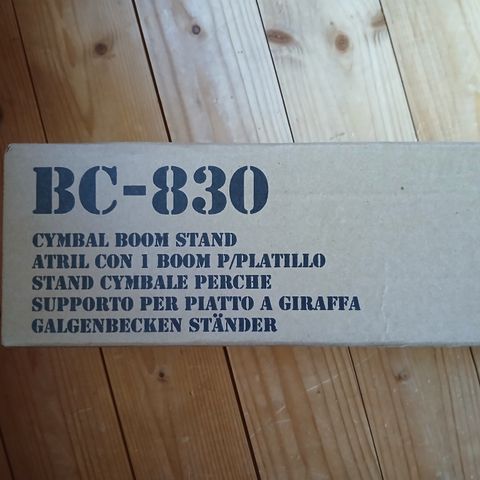 BC-830
CYMBAL BOOM STAND
ATRIL CON 1 BOOM P/PLATILLO
STAND CYMBALE PERCHE
SUPPORTO PER PIATTO A GIRAFFA
GALGENBECKEN STÄNDER